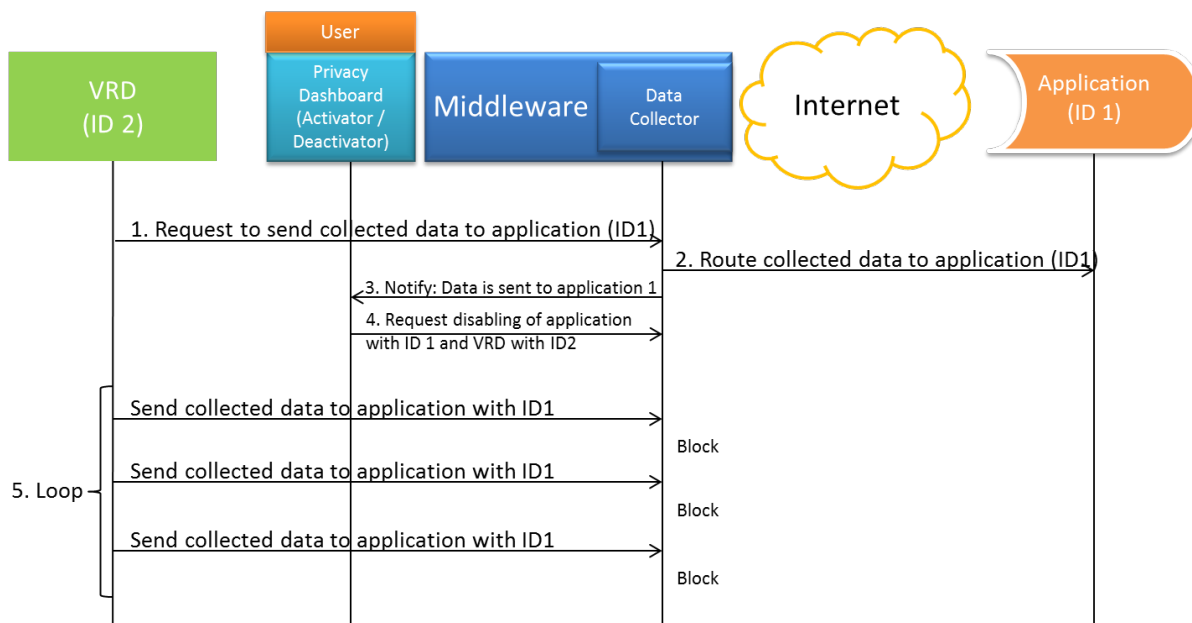 User
VRD
(ID 2)
Privacy
Dashboard
(Activator /
Deactivator)
Middleware
Data
Collector
Internet
Application
(ID 1)
1. Request to send collected data to application (ID1)
2. Route collected data to application (ID1)
3. Notify: Data is sent to application 1
4. Request disabling of application
with ID 1 and VRD with ID2
5. Loop
Send collected data to application with ID1
Block
Send collected data to application with ID1
Block
Send collected data to application with ID1
Block